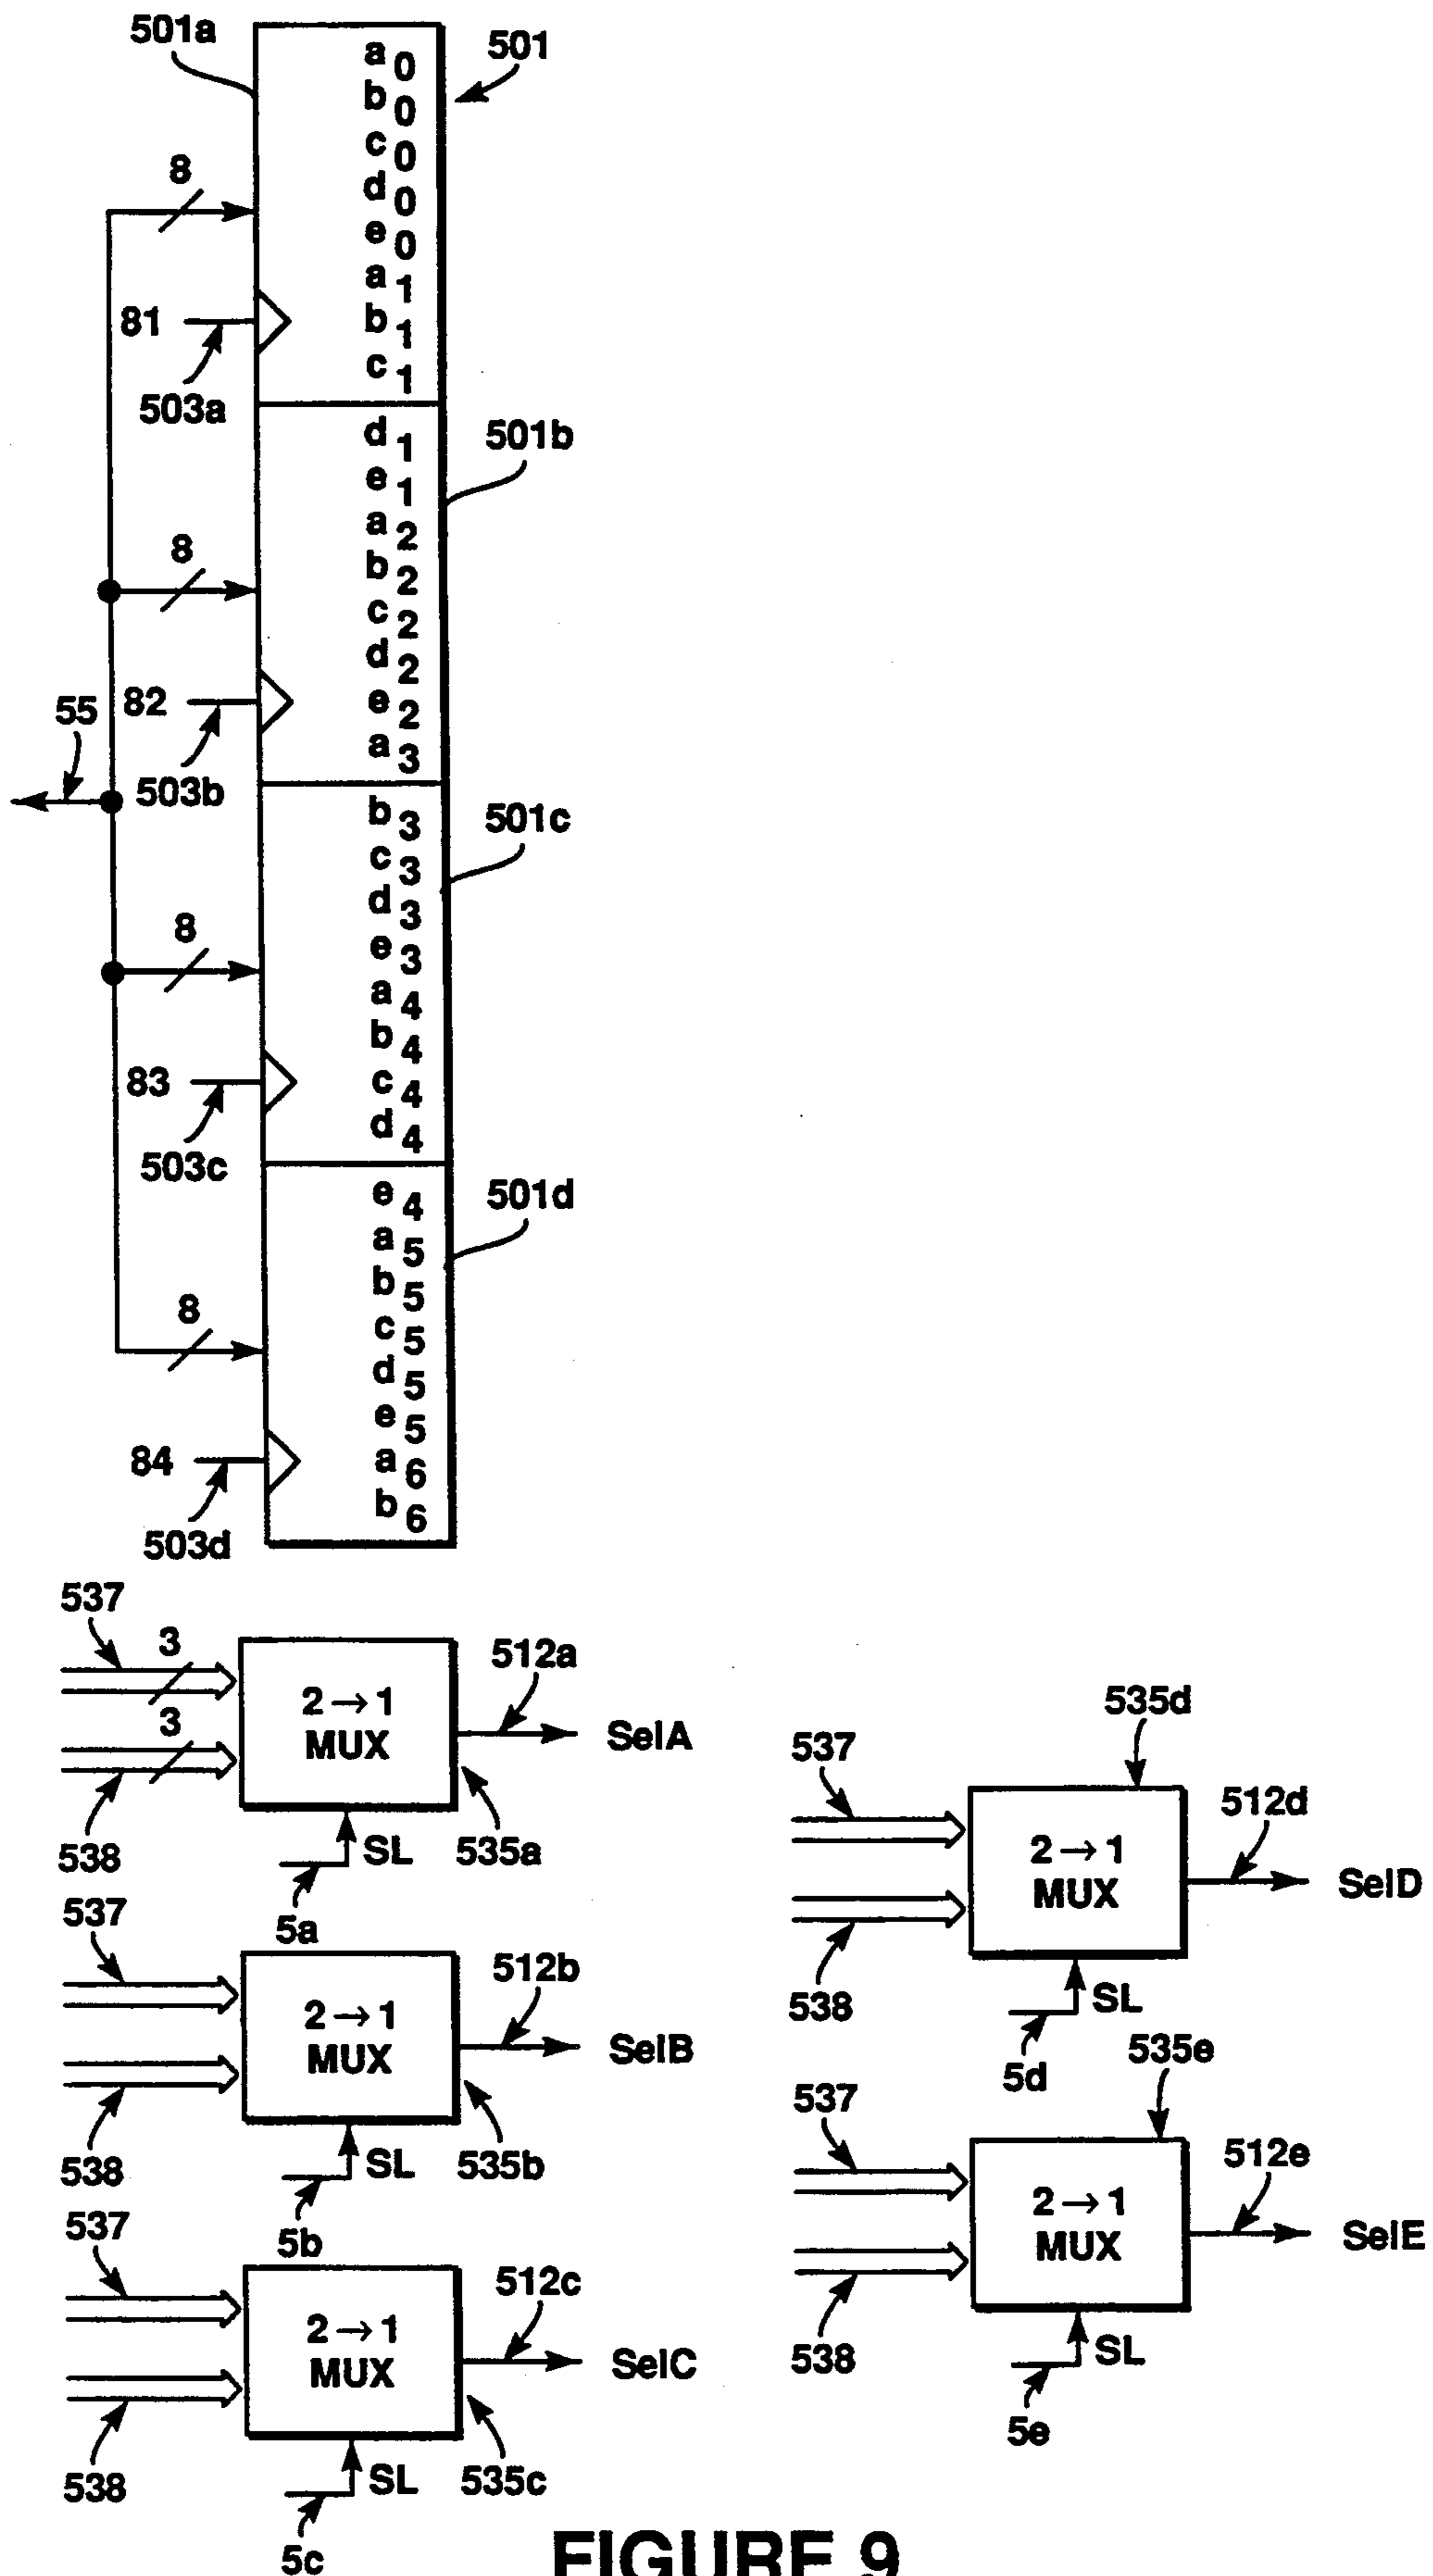 501a
501
a0
b0
c0
d0
e0
a1
b1
c1
8
81
503a
501b
d1
e1
a2
b2
c2
d2
e2
a3
8
82
503b
55
501c
b3
c3
d3
e3
a4
b4
c4
d4
8
83
503c
501d
e4
a5
b5
c5
d5
e5
a6
b6
8
84
503d
537
3
3
538
2→1
MUX
512a
SelA
SL
535a
5a
537
538
2→1
MUX
512b
SelB
SL
535b
5b
537
538
2→1
MUX
512c
SelC
SL
535c
5c
537
538
2→1
MUX
535d
512d
SelD
SL
5d
537
538
2→1
MUX
535e
512e
SelE
SL
5e
FIGURE 9